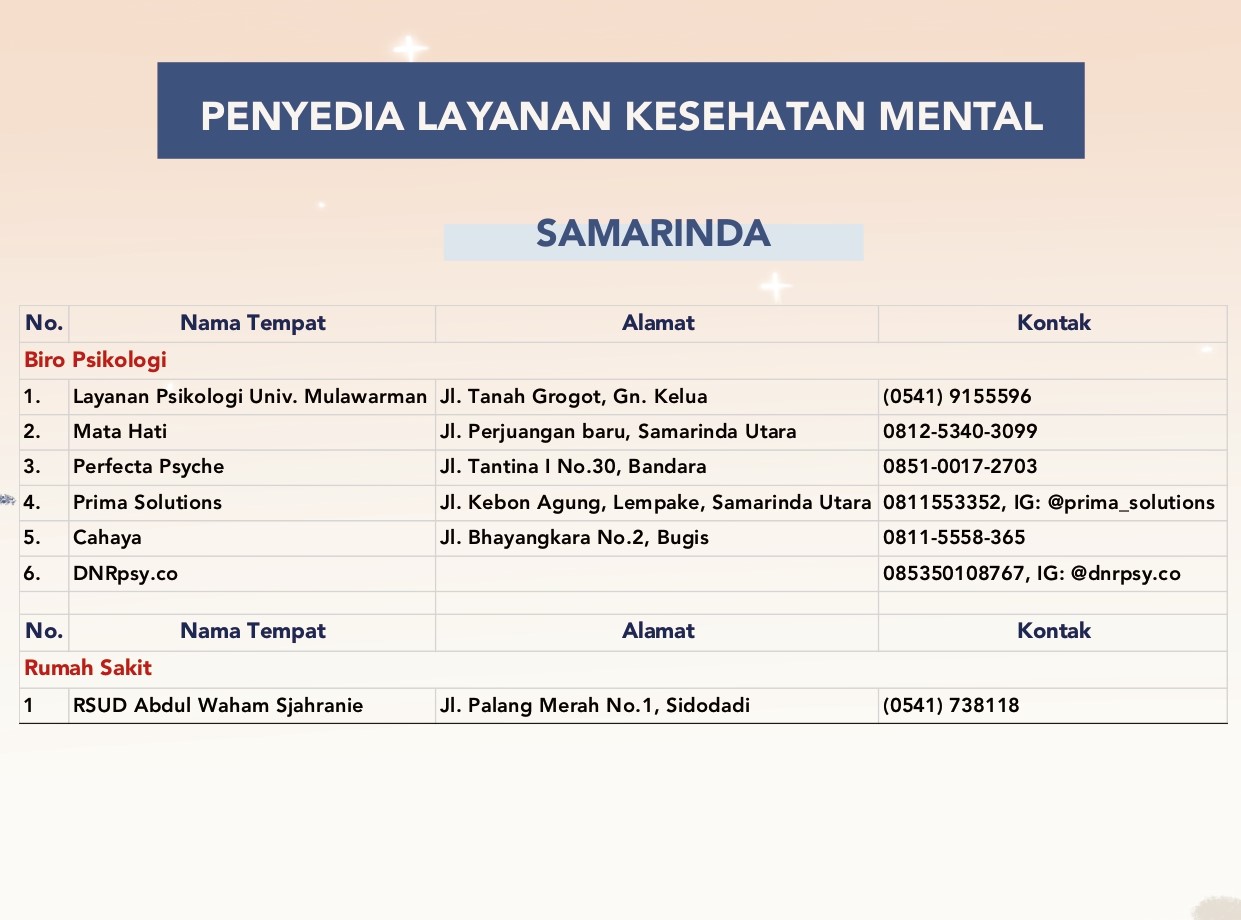 PENYEDIA LAYANAN KESEHATAN MENTAL
SAMARINDA
No. Nama Tempat Alamat Kontak
Biro Psikologi
1. Layanan Psikologi Univ. Mulawarman Jl. Tanah Grogot, Gn. Kelua (0541) 9155596
2. Mata Hati Jl. Perjuangan baru, Samarinda Utara 0812-5340-3099
3. Perfecta Psyche Jl. Tantina I No.30, Bandara 0851-0017-2703
4. Prima Solutions Jl. Kebon Agung, Lempake, Samarinda Utara 0811553352, IG: @prima_solutions
5. Cahaya Jl. Bhayangkara No.2, Bugis 0811-5558-365
6. DNRpsy.co 085350108767, IG: @dnrpsy.co
No. Nama Tempat Alamat Kontak
Rumah Sakit
1 RSUD Abdul Waham Sjahranie Jl. Palang Merah No.1, Sidodadi (0541) 738118